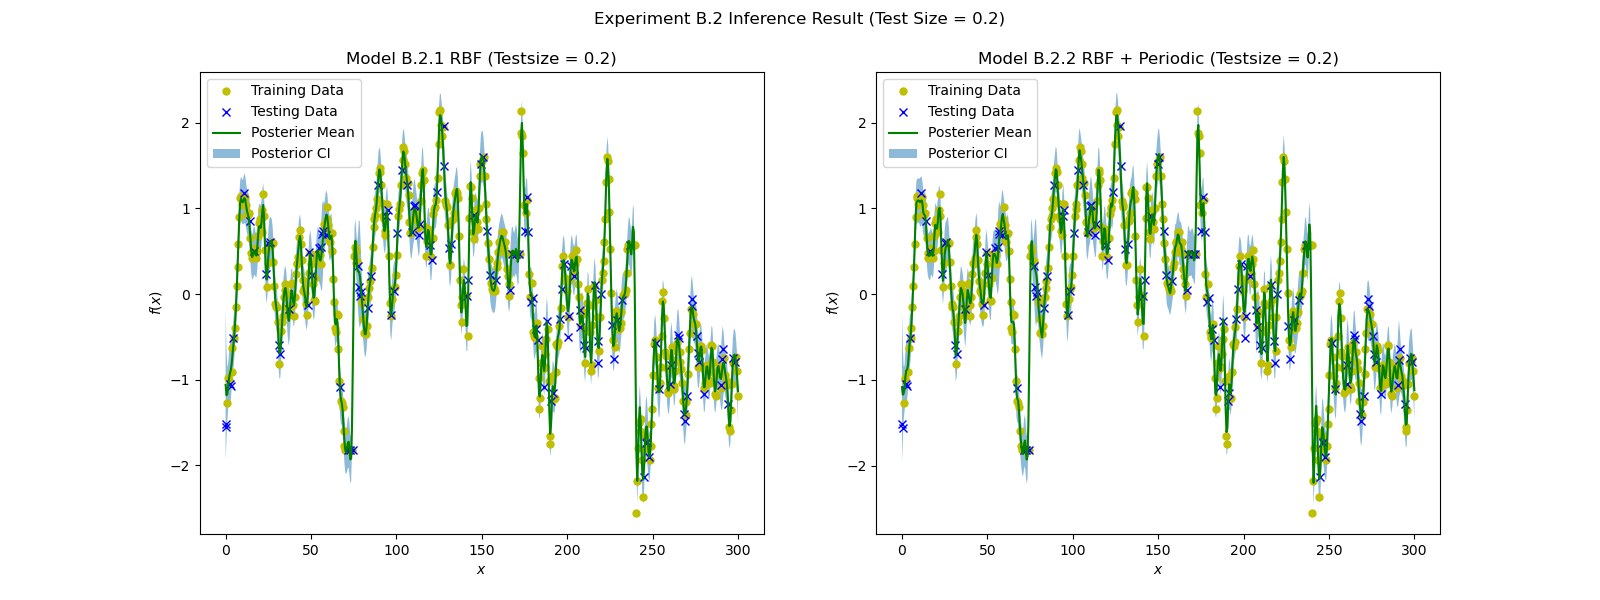 Experiment B.2 Inference Result (Test Size = 0.2)
Model B.2.1 RBF (Testsize = 0.2)
Training Data
Testing Data
Posterier Mean
Posterior CI
2
1
0
−1
−2
f(x)
0
50
100
150
200
250
300
x
Model B.2.2 RBF + Periodic (Testsize = 0.2)
Training Data
Testing Data
Posterier Mean
Posterior CI
2
1
0
−1
−2
f(x)
0
50
100
150
200
250
300
x